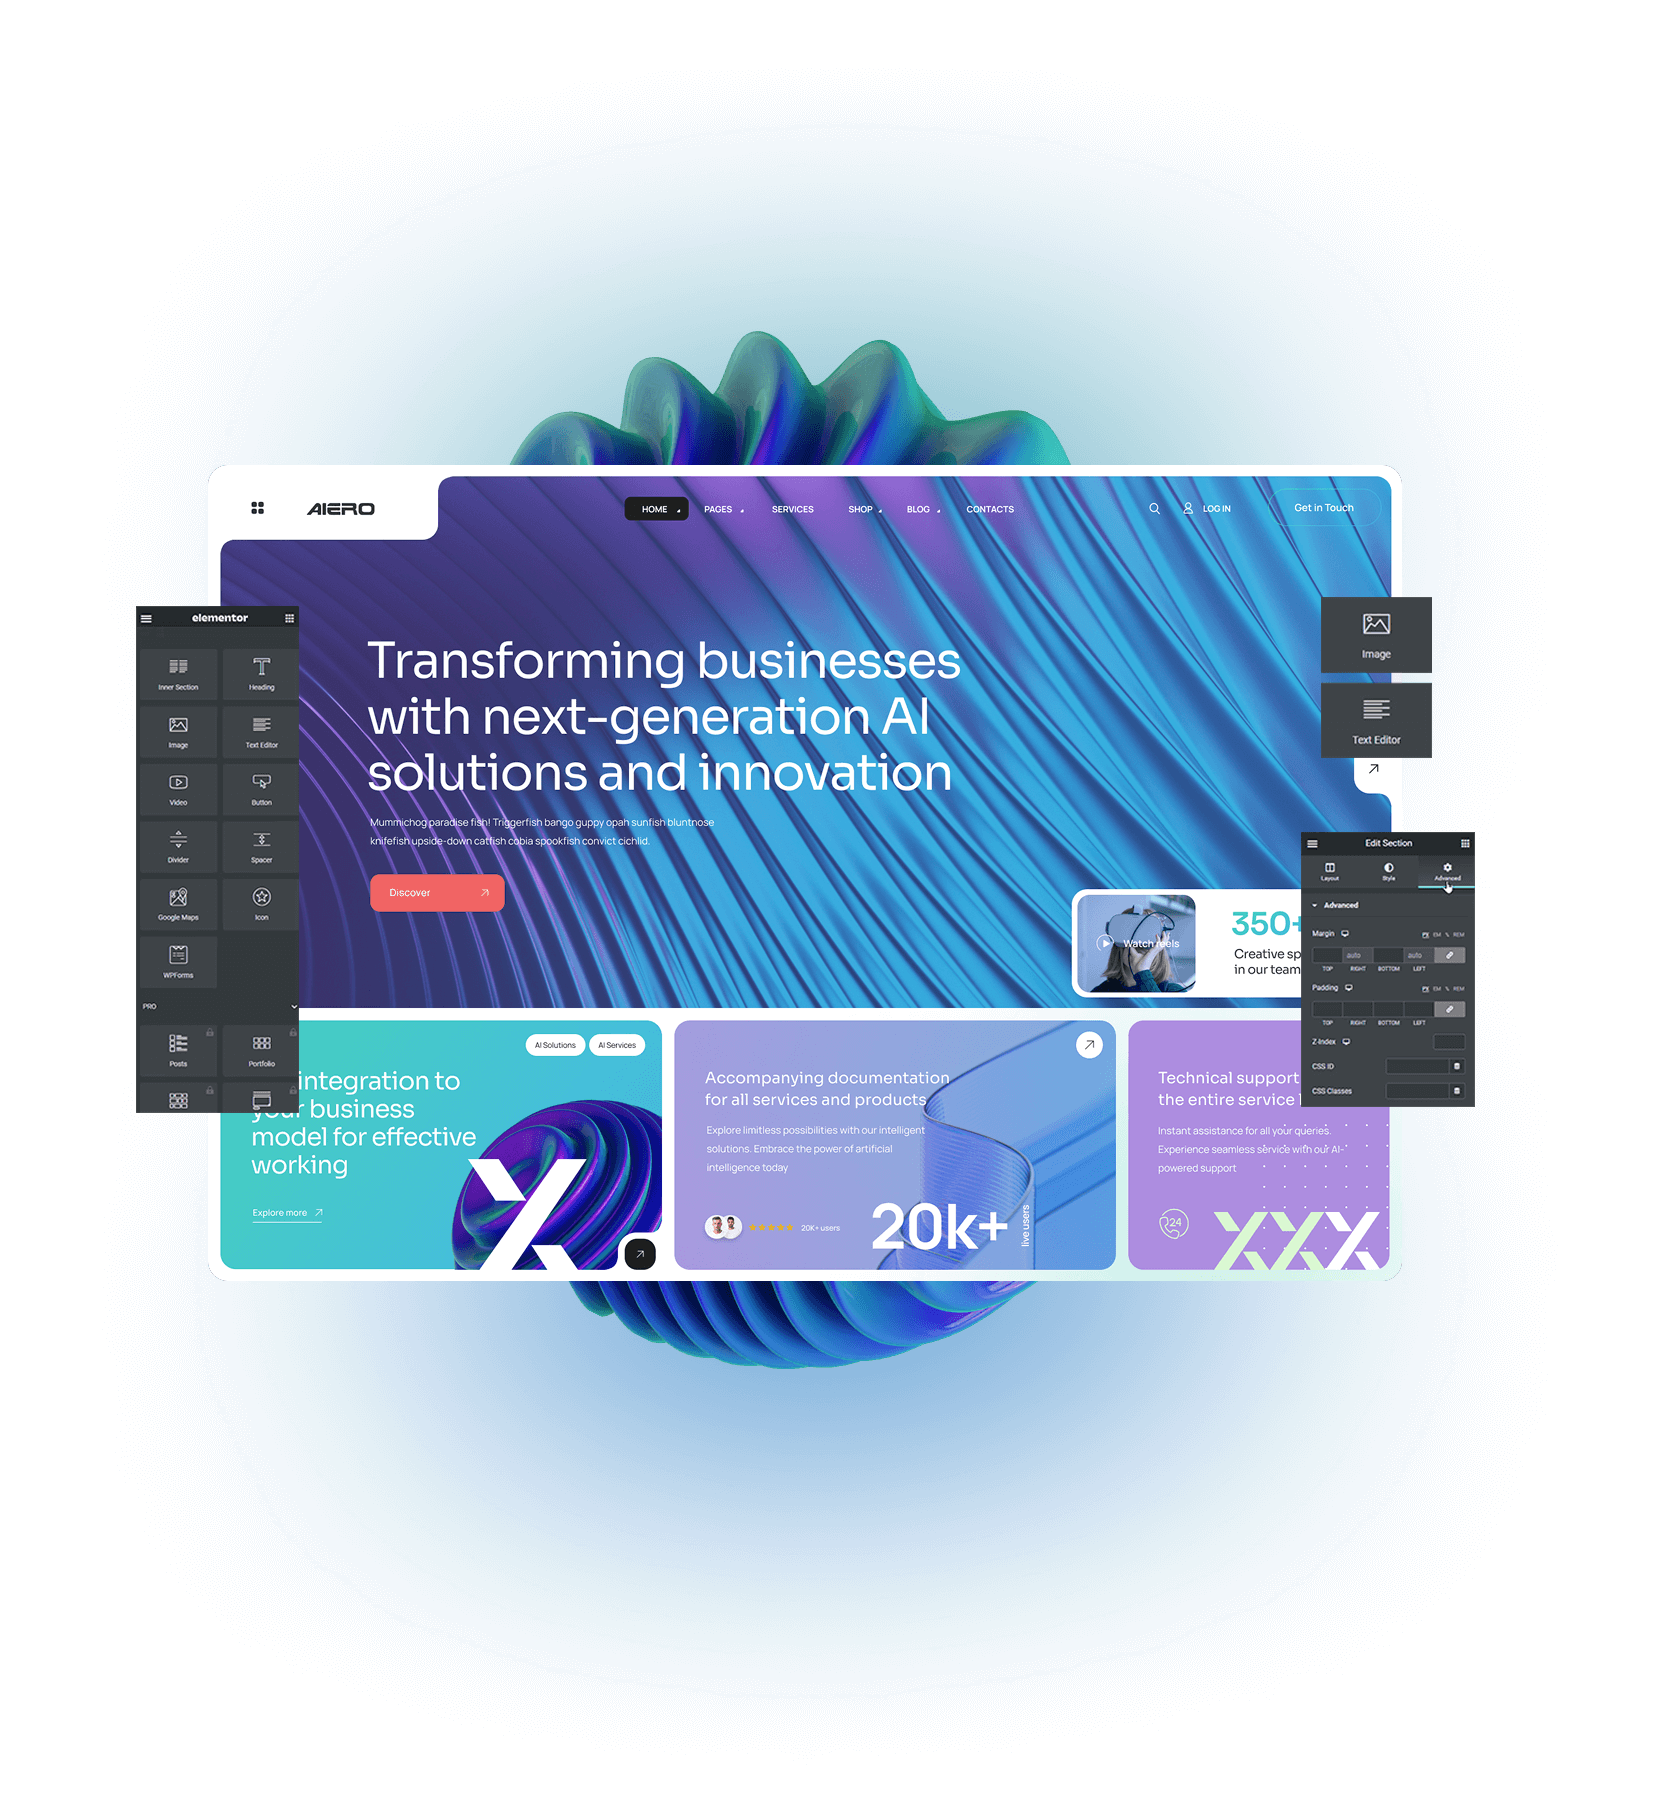 AIERO
HOME
PAGES
SERVICES
SHOP
BLOG
CONTACTS
LOG IN
Get in Touch
Transforming businesses
with next-generation AI
solutions and innovation
Mummichog paradise fish! Triggerfish bango guppy opah sunfish bluntnose
knifefish upside-down catfish cobia spookfish convict cichlid.
Discover
Watch reels
350+
Creative sp
in our team
elementor
Inner Section
Heading
Image
Text Editor
Video
Button
Divider
Spacer
Google Maps
Icon
WPForms
PRO
Posts
Portfolio
Image
Text Editor
Edit Section
Layout
Style
Advanced
Advanced
Margin
PX EM % REM
auto
auto
TOP RIGHT BOTTOM LEFT
Padding
PX EM % REM
TOP RIGHT BOTTOM LEFT
Z-Index
CSS ID
CSS Classes
AI Solutions
AI Services
integration to
your business
model for effective
working
Explore more
Accompanying documentation
for all services and products
Explore limitless possibilities with our intelligent
solutions. Embrace the power of artificial
intelligence today
20K+ users
20k+
live users
Technical support
the entire service
Instant assistance for all your queries.
Experience seamless service with our AI-
powered support
24